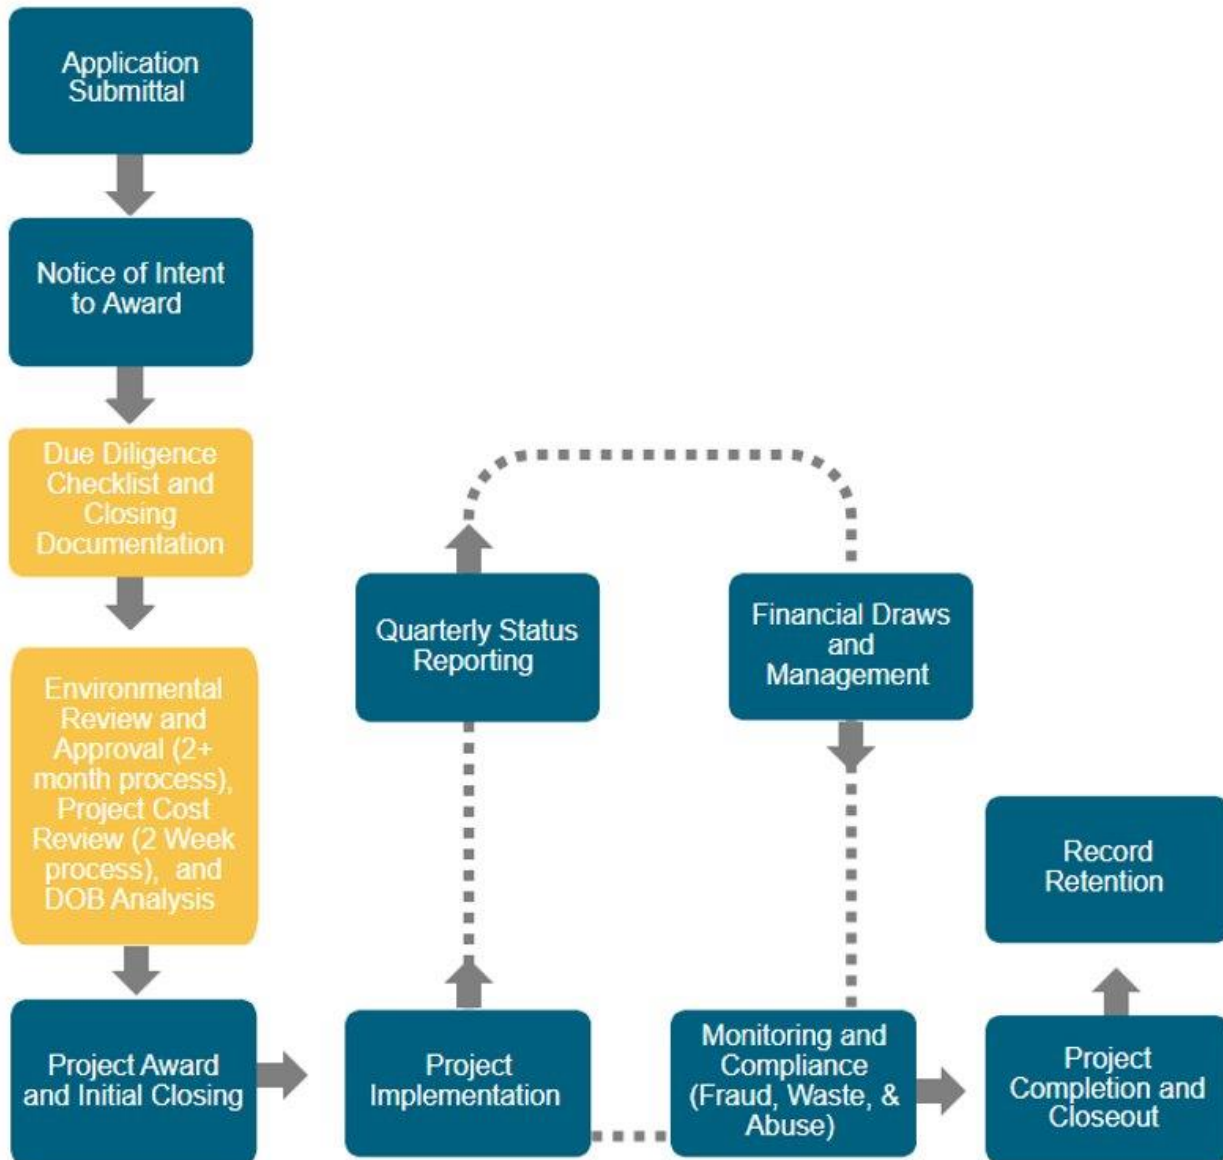 Application
Submittal
Notice of Intent
to Award
Due Diligence
Checklist and
Closing
Documentation
Environmental
Review and
Approval (2+
month process),
Project Cost
Review (2 Week
process),  and
DOB Analysis
Project Award
and Initial Closing
Project
Implementation
Quarterly Status
Reporting
Financial Draws
and
Management
Monitoring and
Compliance
(Fraud, Waste, &
Abuse)
Project
Completion and
Closeout
Record
Retention